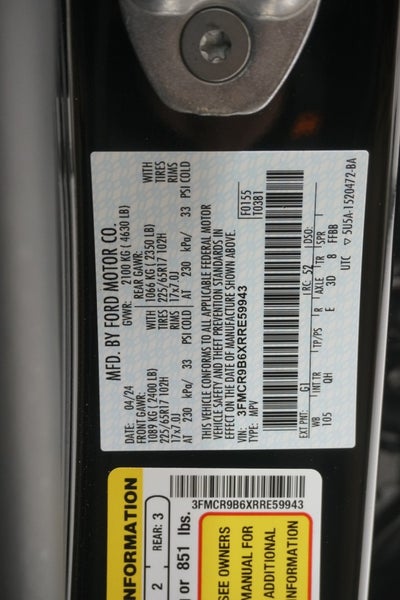 MFD. BY FORD MOTOR CO.
DATE: 04/24 GVWR: 2100 KG ( 4630 LB)
FRONT GAWR: REAR GAWR:
1089 KG (2400 LB) 1066 KG ( 2350 LB) WITH
225/65R17 102H 225/65R17 102H TIRES
17x7.0J 17x7.0J RIMS
AT 230 kPa/ 33 PSI COLD AT 230 kPa/ 33 PSI COLD
THIS VEHICLE CONFORMS TO ALL APPLICABLE FEDERAL MOTOR
VEHICLE SAFETY AND THEFT PREVENTION STANDARDS IN
EFFECT ON THE DATE OF MANUFACTURE SHOWN ABOVE.
VIN: 3FMCR9B6XRRE59943
TYPE: MPV
F0155
T0381
EXT PNT: G1 RC: 52 DSO:
WB INT TR TP/PS R AXLE TR SPR
105 QH E 3D 8 FFBB
UTC 5U5A-1520472-BA
INFORMATION
2 REAR: 3
or 851 lbs.
3FMCR9B6XRRE59943
SEE OWNERS
MANUAL FOR
ADDITIONAL
INFORMATION